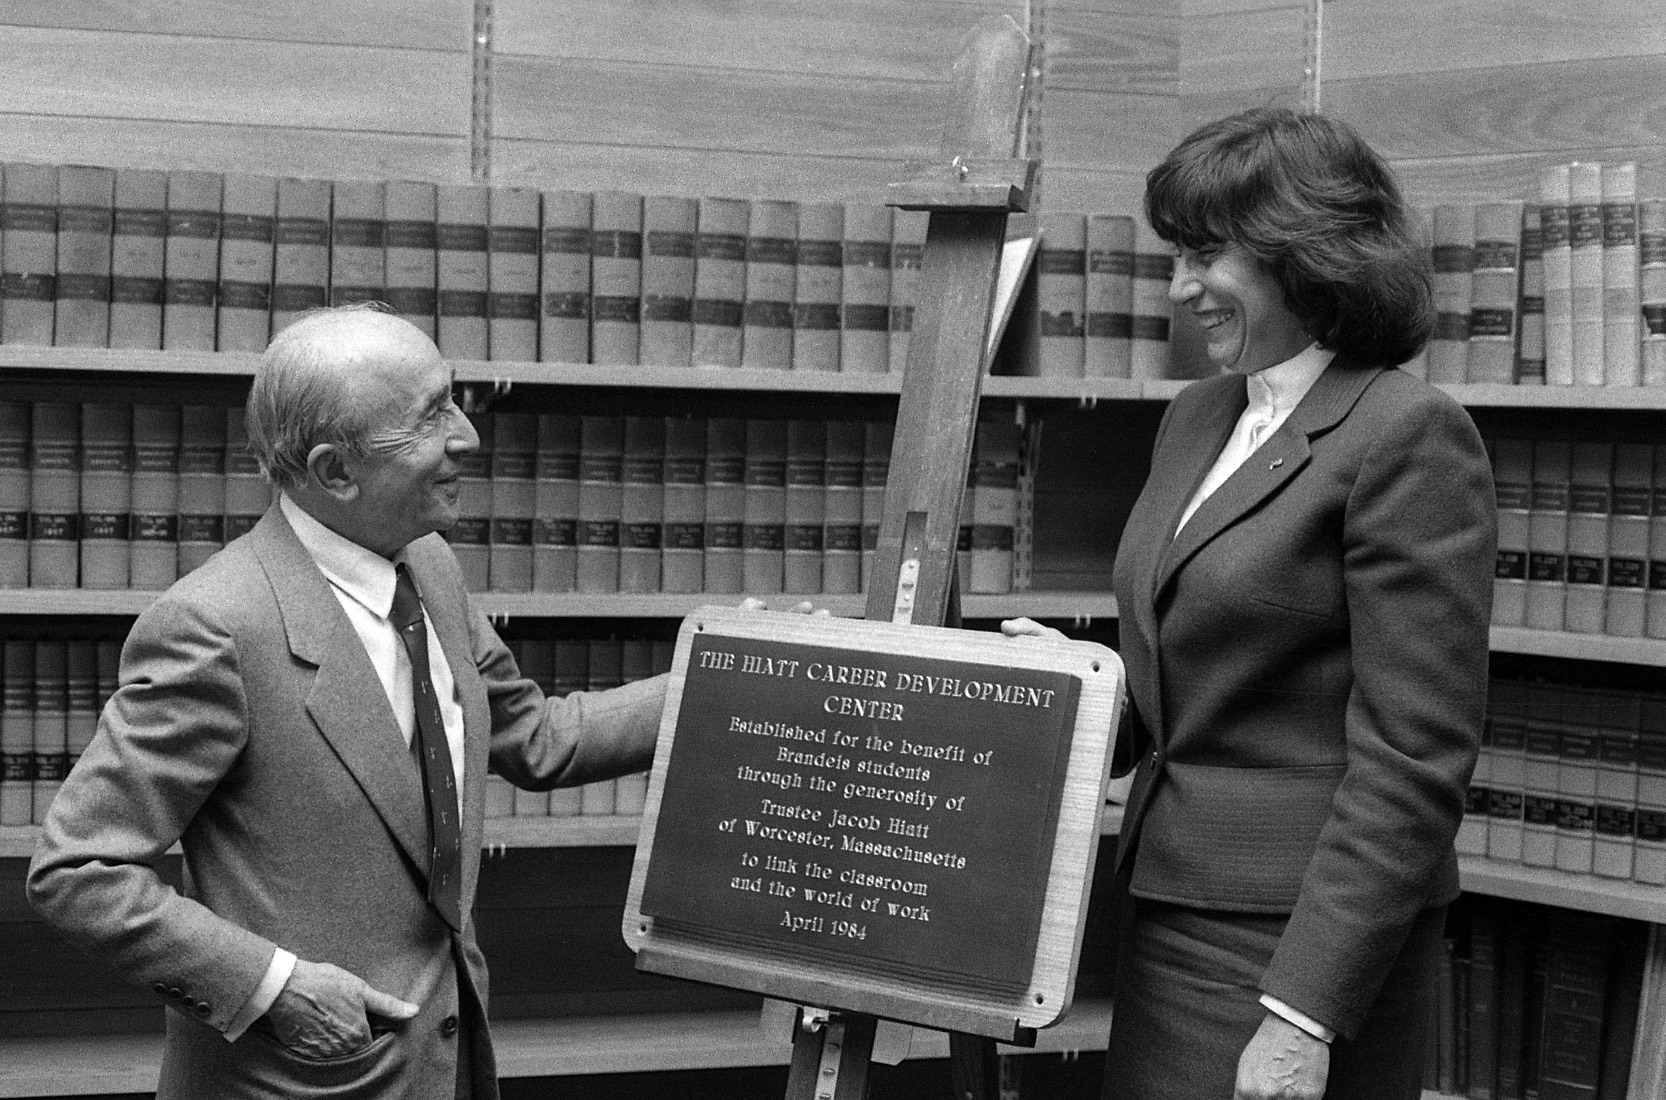 THE HIATT CAREER DEVELOPMENT
CENTER
Established for the benefit of
Brandeis students
through the generosity of
Trustee Jacob Hiatt
of Worcester, Massachusetts
to link the classroom
and the world of work
April 1984